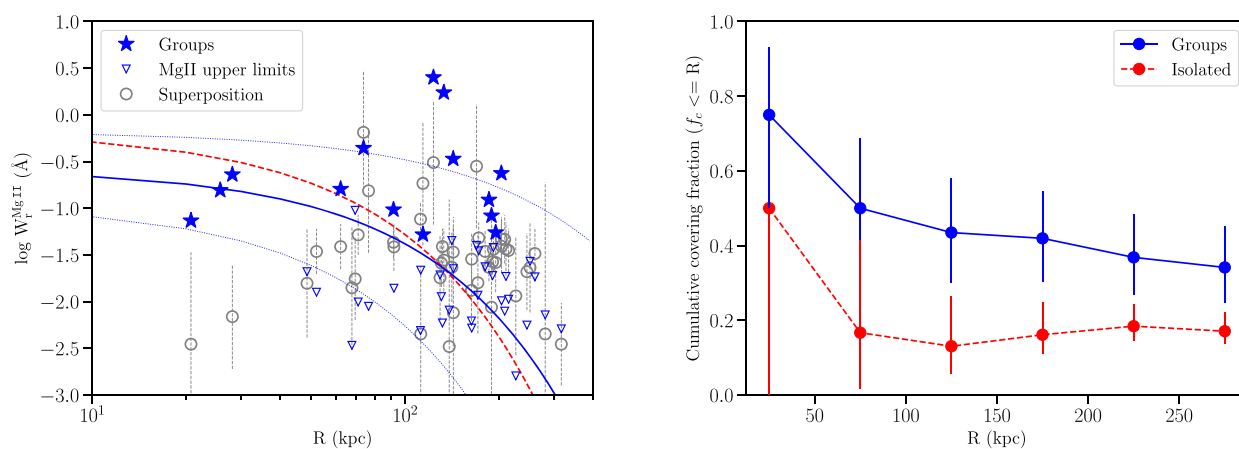 1.0
0.5
0.0
−0.5
−1.0
−1.5
−2.0
−2.5
−3.0
log W_r^{Mg II} (Å)
Groups
MgII upper limits
Superposition
10^1
10^2
R (kpc)
1.0
0.8
0.6
0.4
0.2
0.0
Cumulative covering fraction (f_c <= R)
Groups
Isolated
50
100
150
200
250
R (kpc)